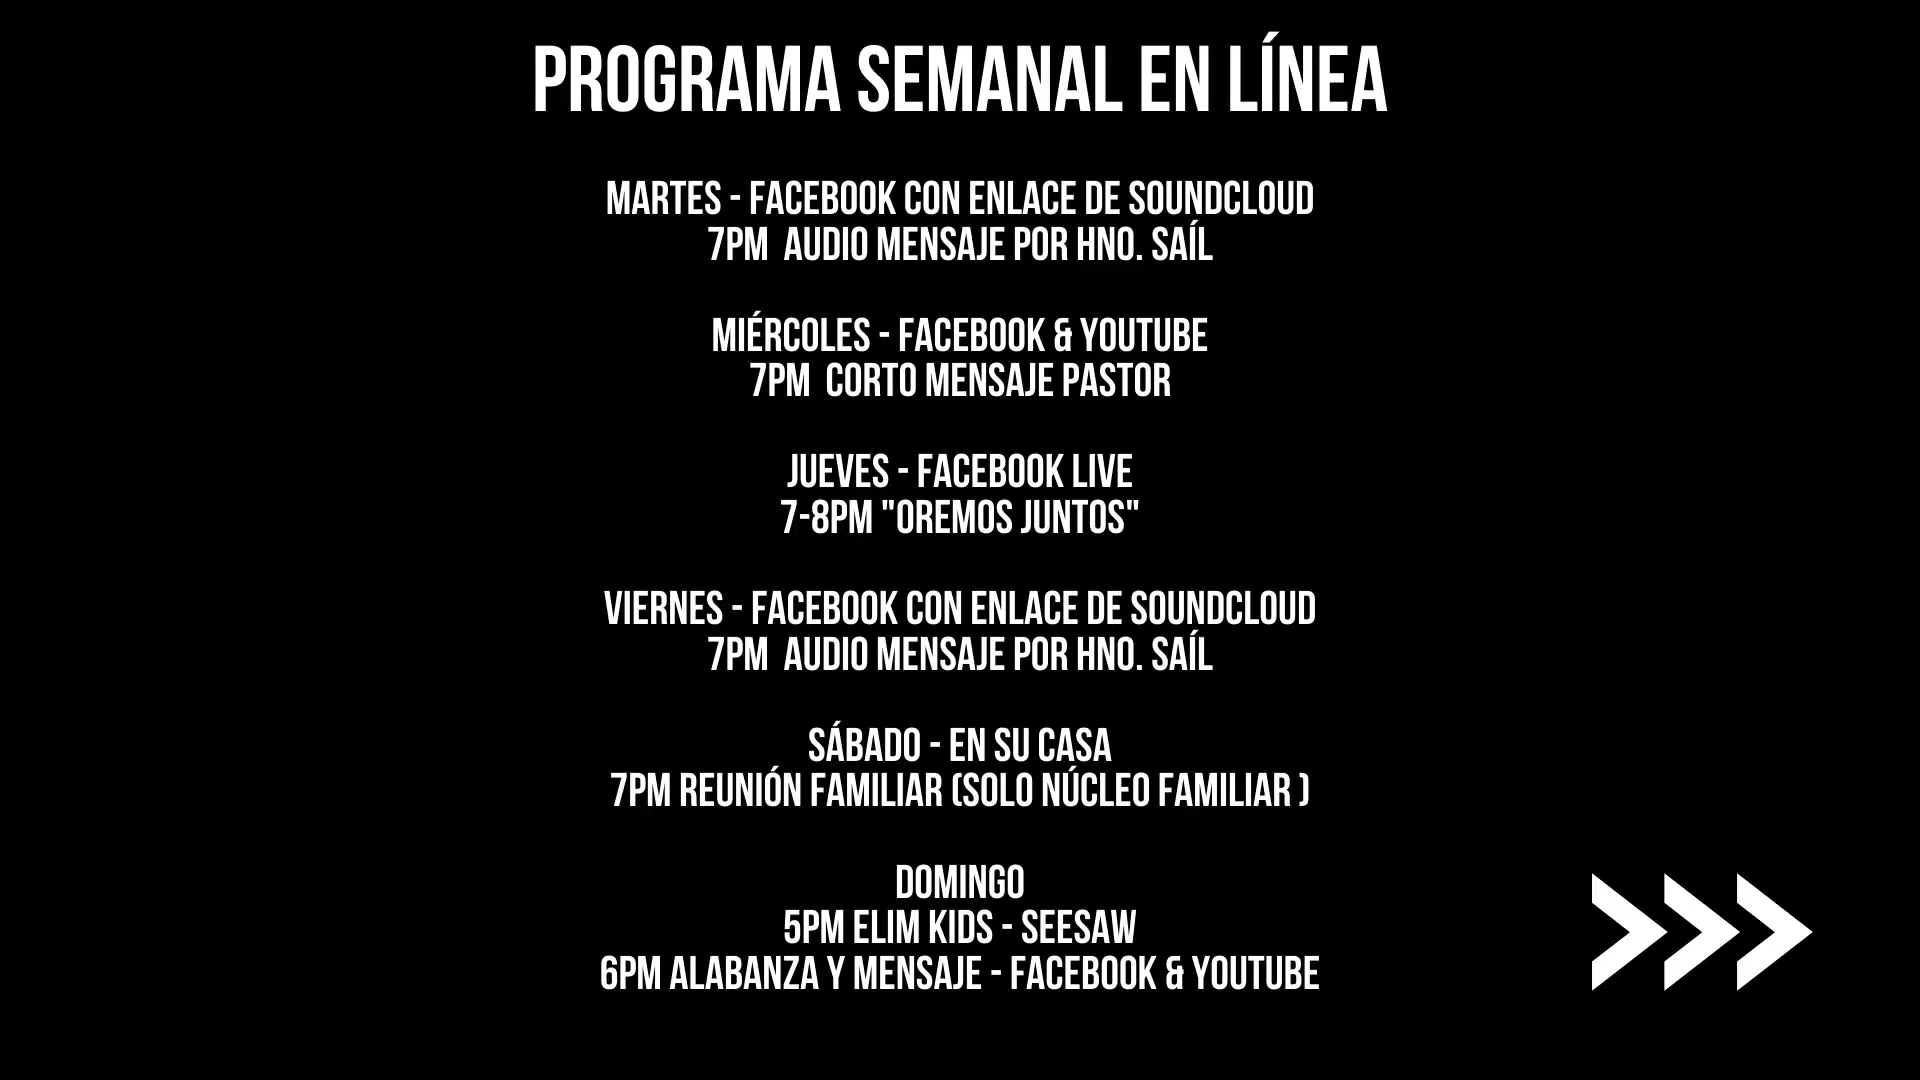 PROGRAMA SEMANAL EN LÍNEA
MARTES - FACEBOOK CON ENLACE DE SOUNDCLOUD
7PM AUDIO MENSAJE POR HNO. SAÍL
MIÉRCOLES - FACEBOOK & YOUTUBE
7PM CORTO MENSAJE PASTOR
JUEVES - FACEBOOK LIVE
7-8PM "OREMOS JUNTOS"
VIERNES - FACEBOOK CON ENLACE DE SOUNDCLOUD
7PM AUDIO MENSAJE POR HNO. SAÍL
SÁBADO - EN SU CASA
7PM REUNIÓN FAMILIAR (SOLO NÚCLEO FAMILIAR )
DOMINGO
5PM ELIM KIDS - SEESAW
6PM ALABANZA Y MENSAJE - FACEBOOK & YOUTUBE